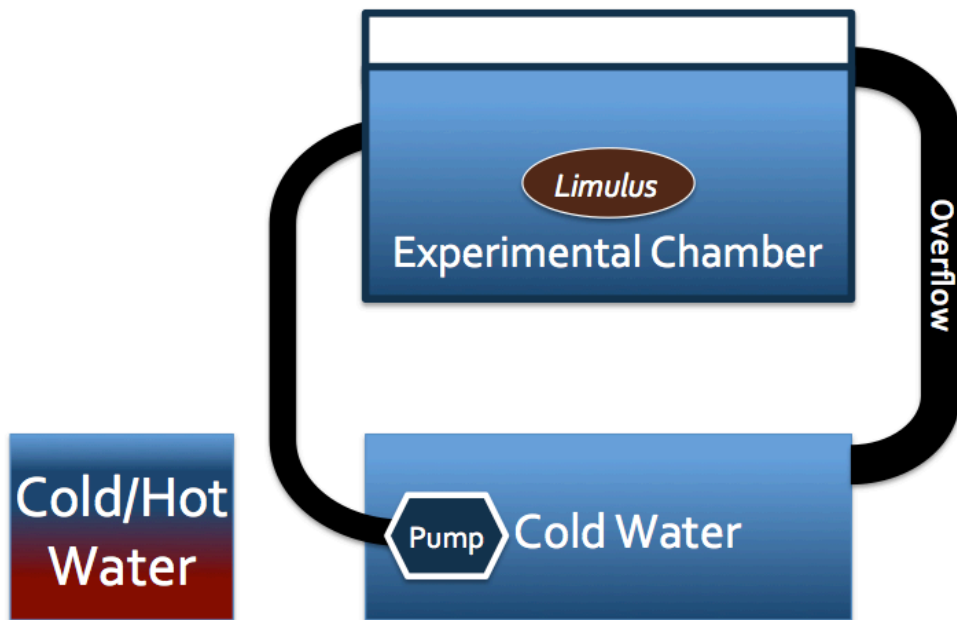 Limulus
Experimental Chamber
Overflow
Cold/Hot
Water
Pump
Cold Water